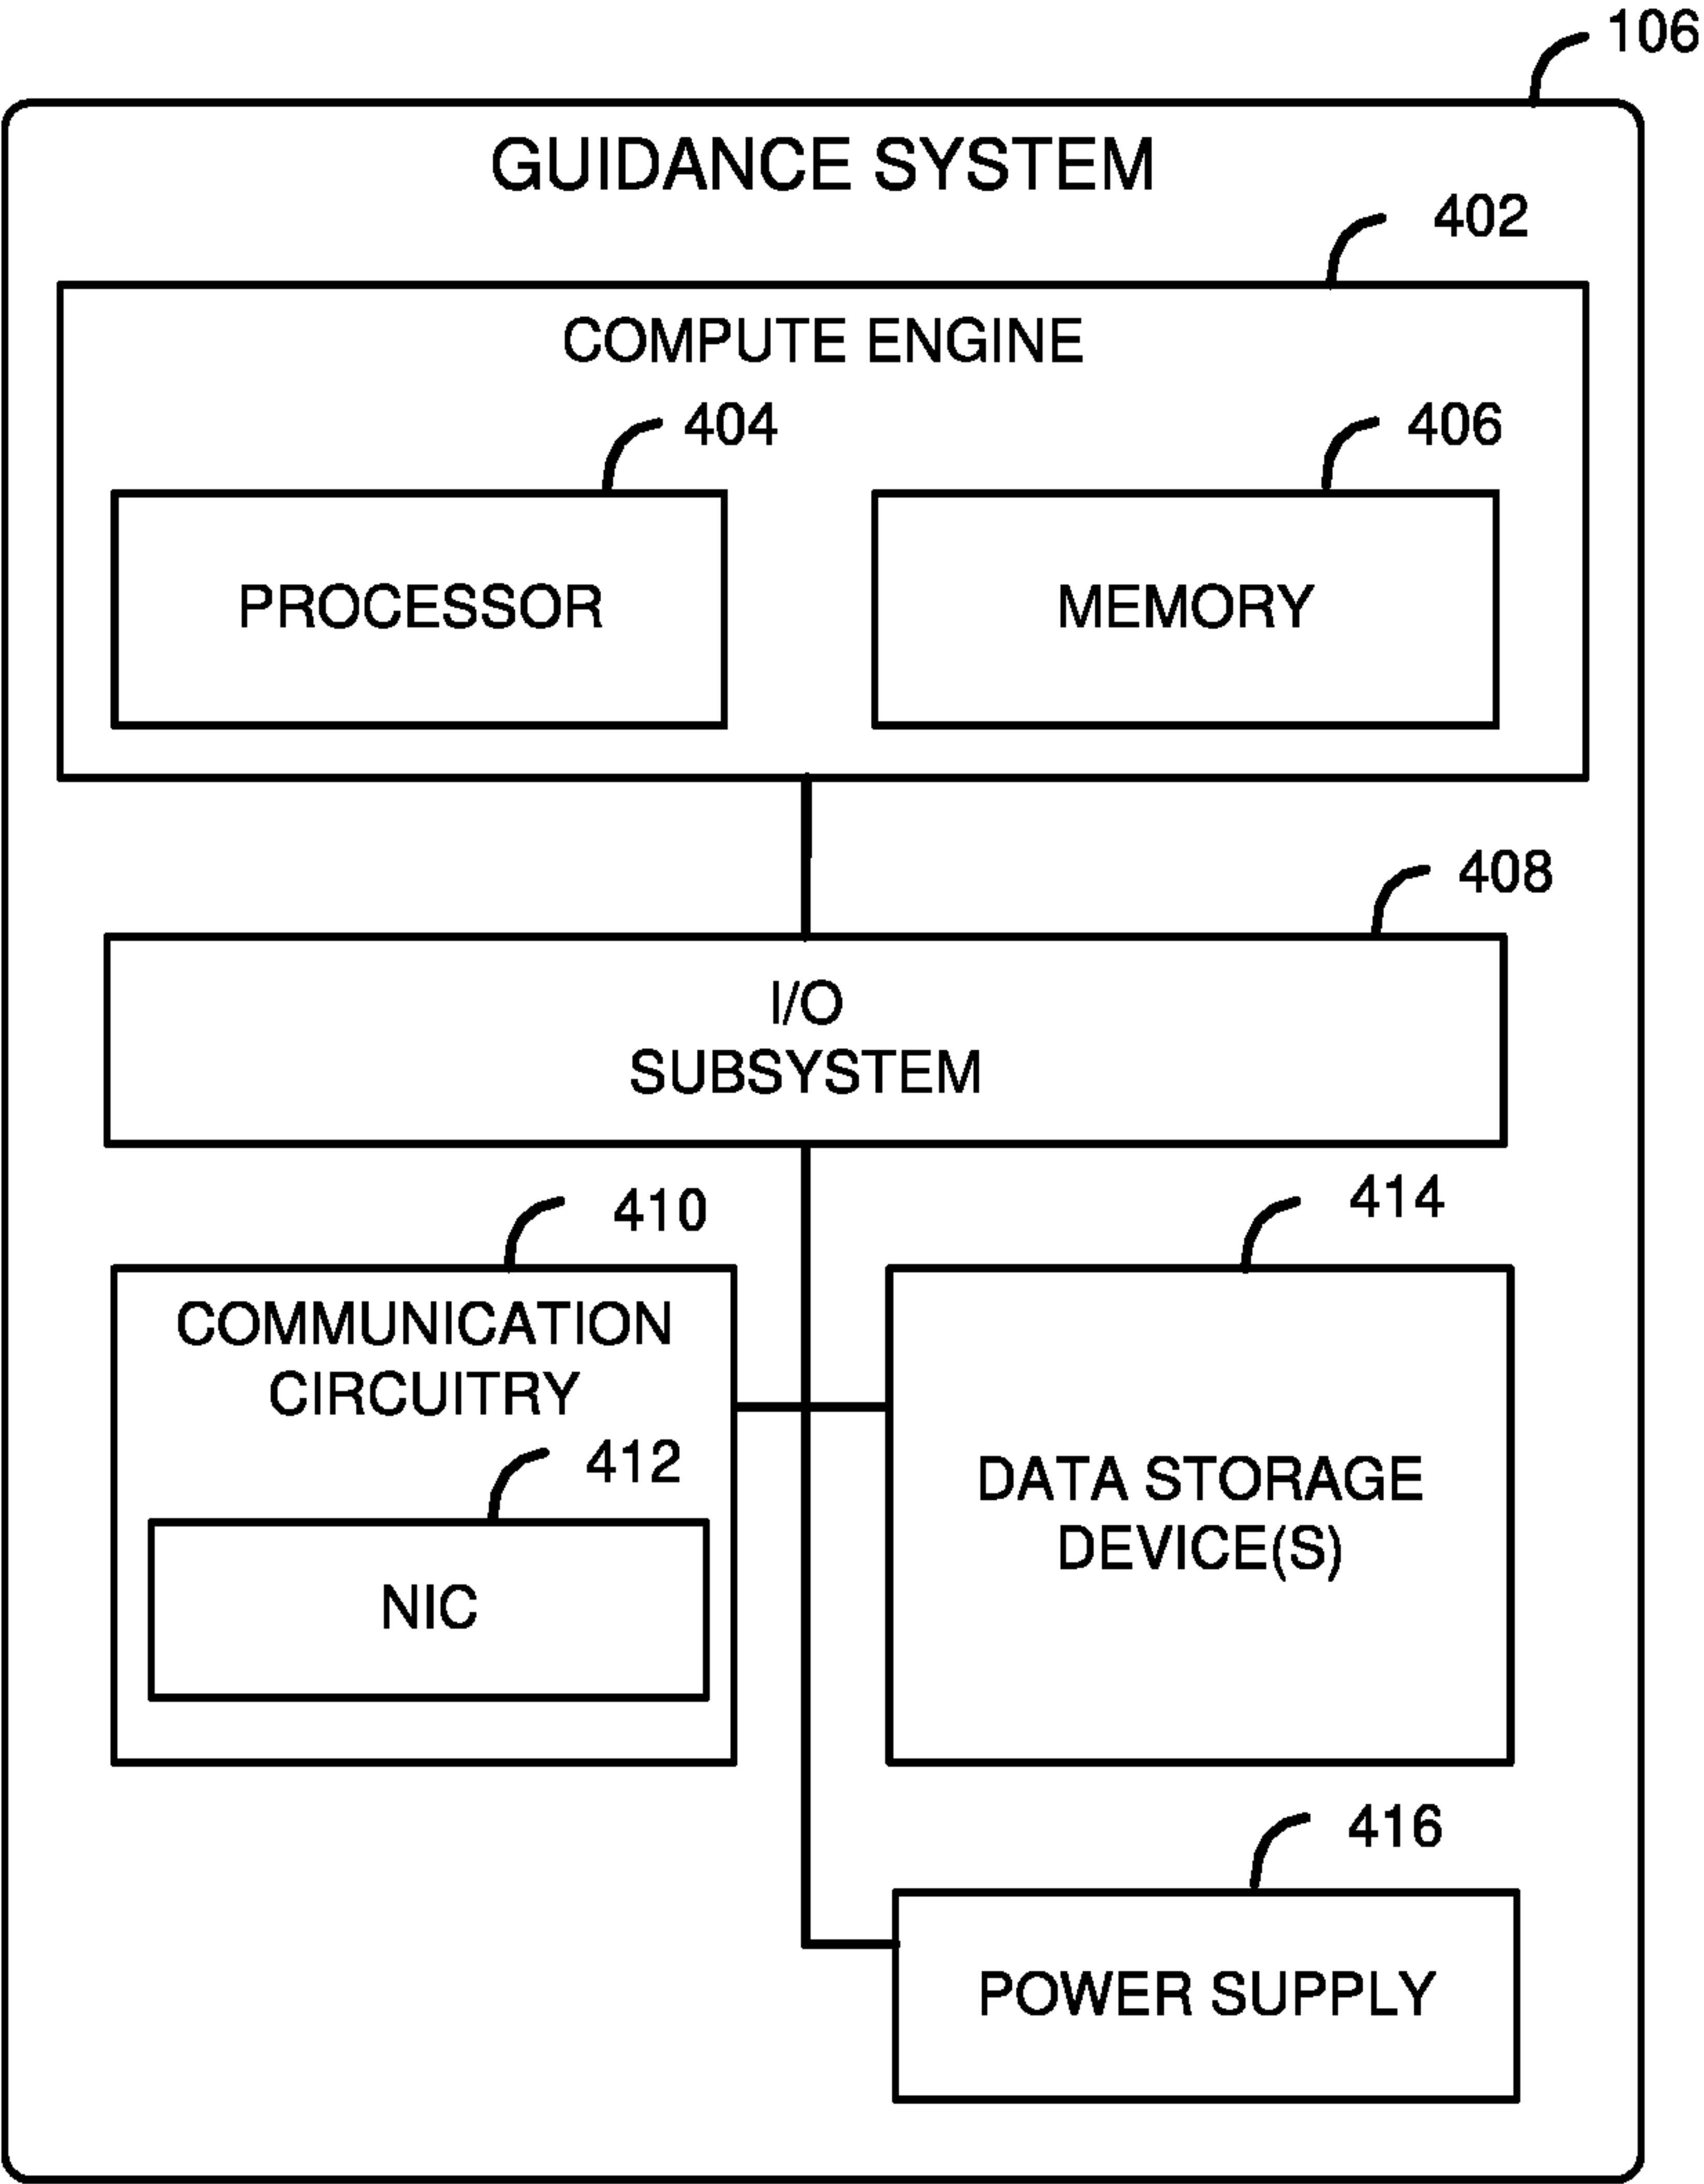 106
GUIDANCE SYSTEM
402
COMPUTE ENGINE
404
406
PROCESSOR
MEMORY
408
I/O
SUBSYSTEM
410
414
COMMUNICATION
CIRCUITRY
412
DATA STORAGE
DEVICE(S)
NIC
416
POWER SUPPLY